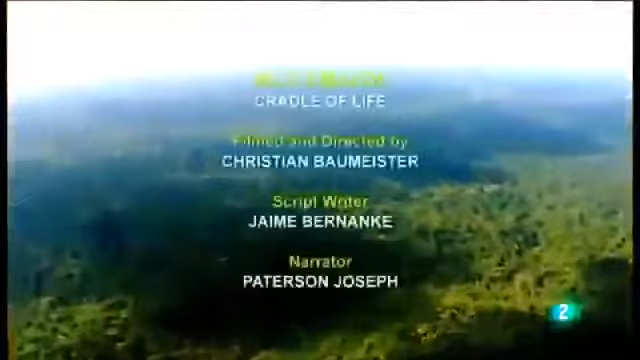 CRADLE OF LIFE
Filmed and Directed by
CHRISTIAN BAUMEISTER
Script Writer
JAIME BERNANKE
Narrator
PATERSON JOSEPH
2